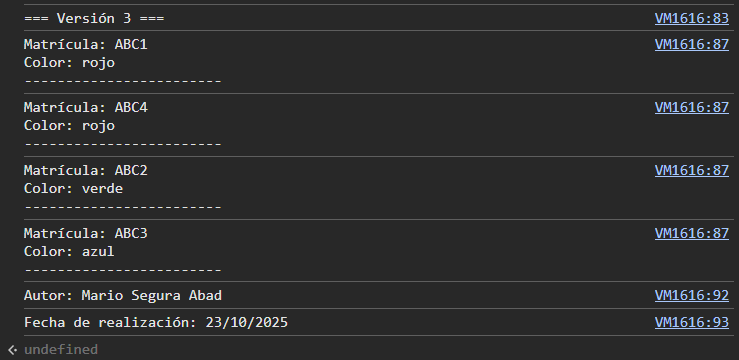 === Versión 3 === VM1616:83
Matrícula: ABC1 VM1616:87
Color: rojo
------------------------
Matrícula: ABC4 VM1616:87
Color: rojo
------------------------
Matrícula: ABC2 VM1616:87
Color: verde
------------------------
Matrícula: ABC3 VM1616:87
Color: azul
------------------------
Autor: Mario Segura Abad VM1616:92
Fecha de realización: 23/10/2025 VM1616:93
undefined